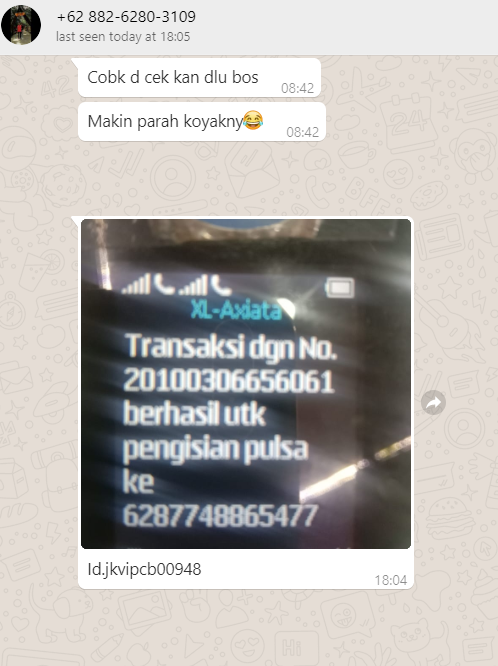 +62 882-6280-3109
last seen today at 18:05
Cobk d cek kan dlu bos
08:42
Makin parah koyakny😂
08:42
XL-Axiata
Transaksi dgn No.
20100306656061
berhasil utk
pengisian pulsa
ke
6287748865477
Id.jkvipcb00948
18:04